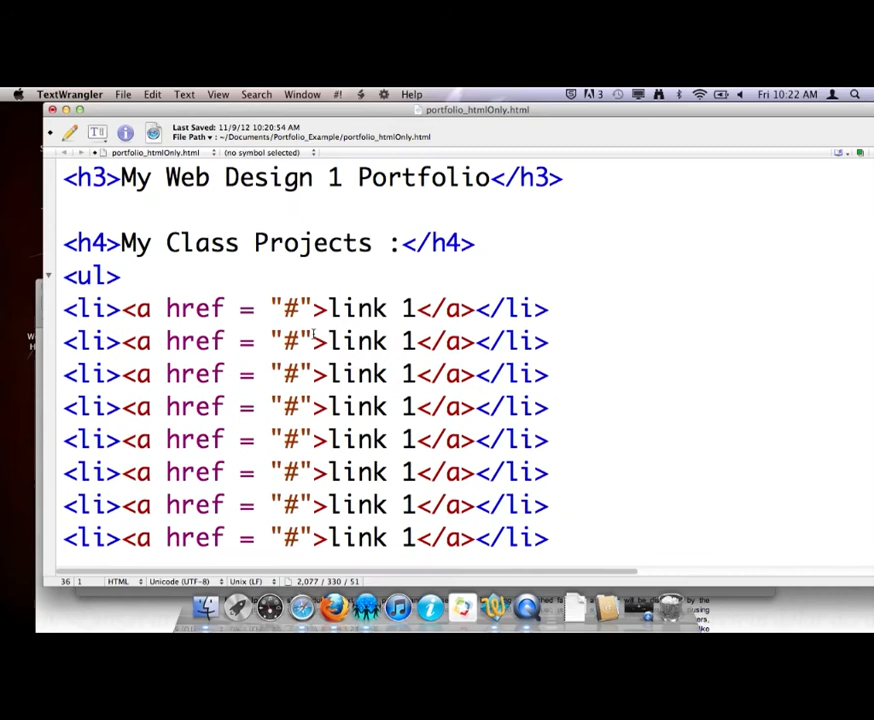 TextWrangler File Edit Text View Search Window #! Help 3 Fri 10:22 AM
portfolio_htmlOnly.html
Last Saved: 11/9/12 10:20:54 AM
File Path : ~/Documents/Portfolio_Example/portfolio_htmlOnly.html
portfolio_htmlOnly.html (no symbol selected)
<h3>My Web Design 1 Portfolio</h3>
<h4>My Class Projects :</h4>
<ul>
<li><a href = "#">link 1</a></li>
<li><a href = "#">link 1</a></li>
<li><a href = "#">link 1</a></li>
<li><a href = "#">link 1</a></li>
<li><a href = "#">link 1</a></li>
<li><a href = "#">link 1</a></li>
<li><a href = "#">link 1</a></li>
<li><a href = "#">link 1</a></li>
36 1 HTML Unicode (UTF-8) Unix (LF) 2,077 / 330 / 51
by the
using